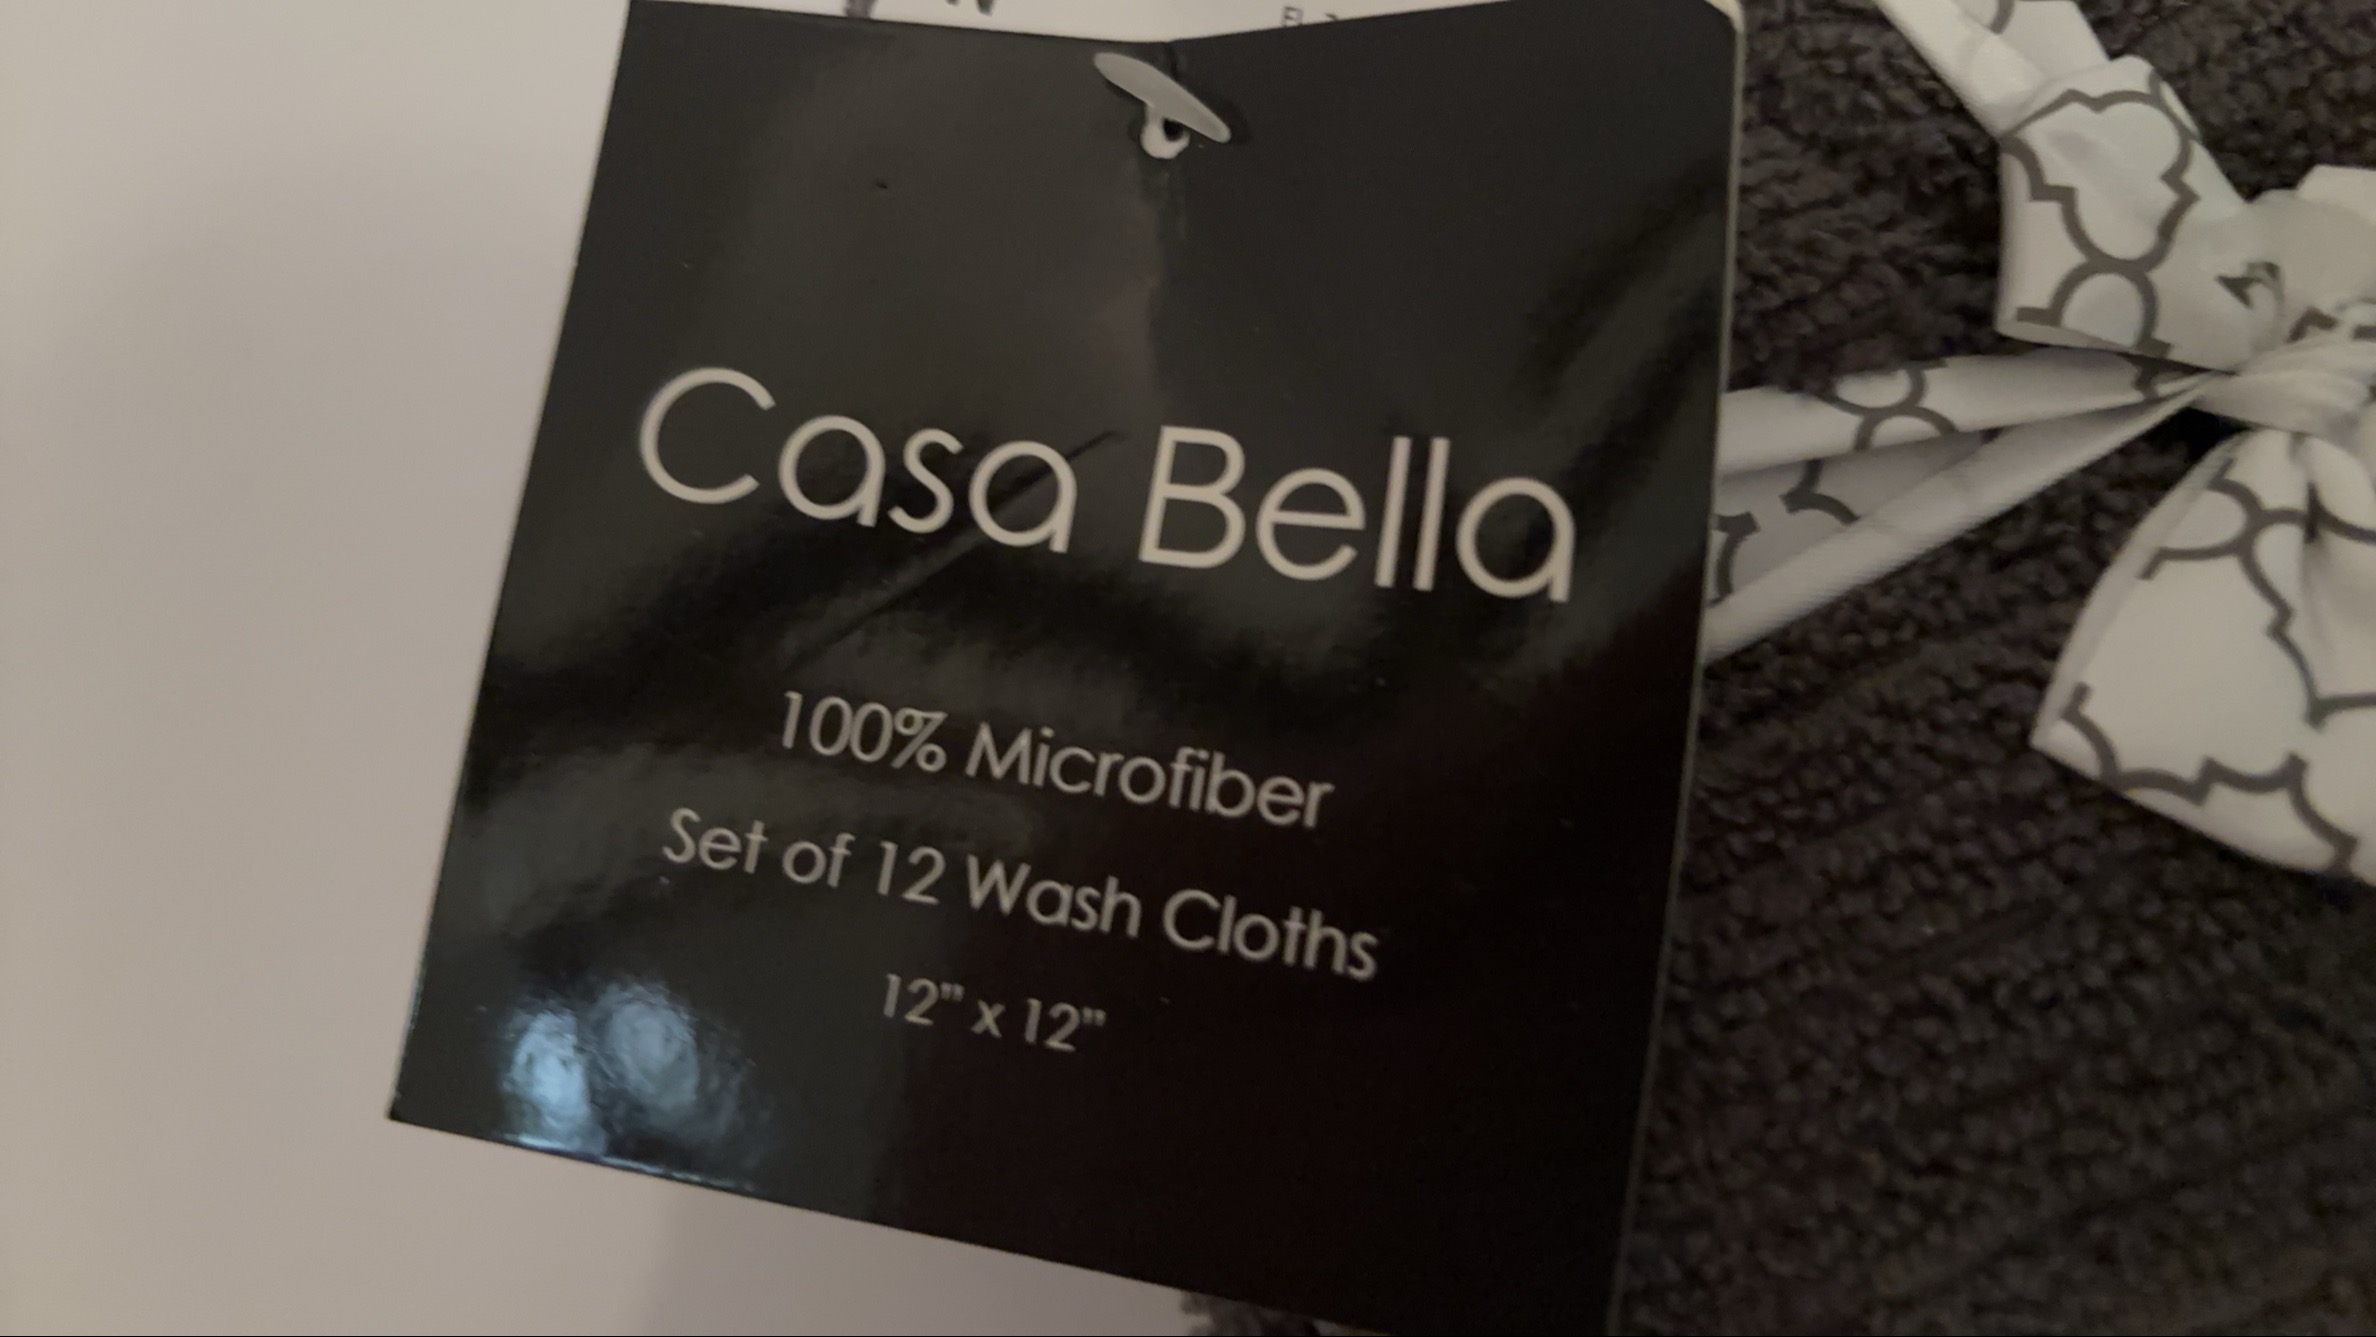 Casa Bella
100% Microfiber
Set of 12 Wash Cloths
12" x 12"